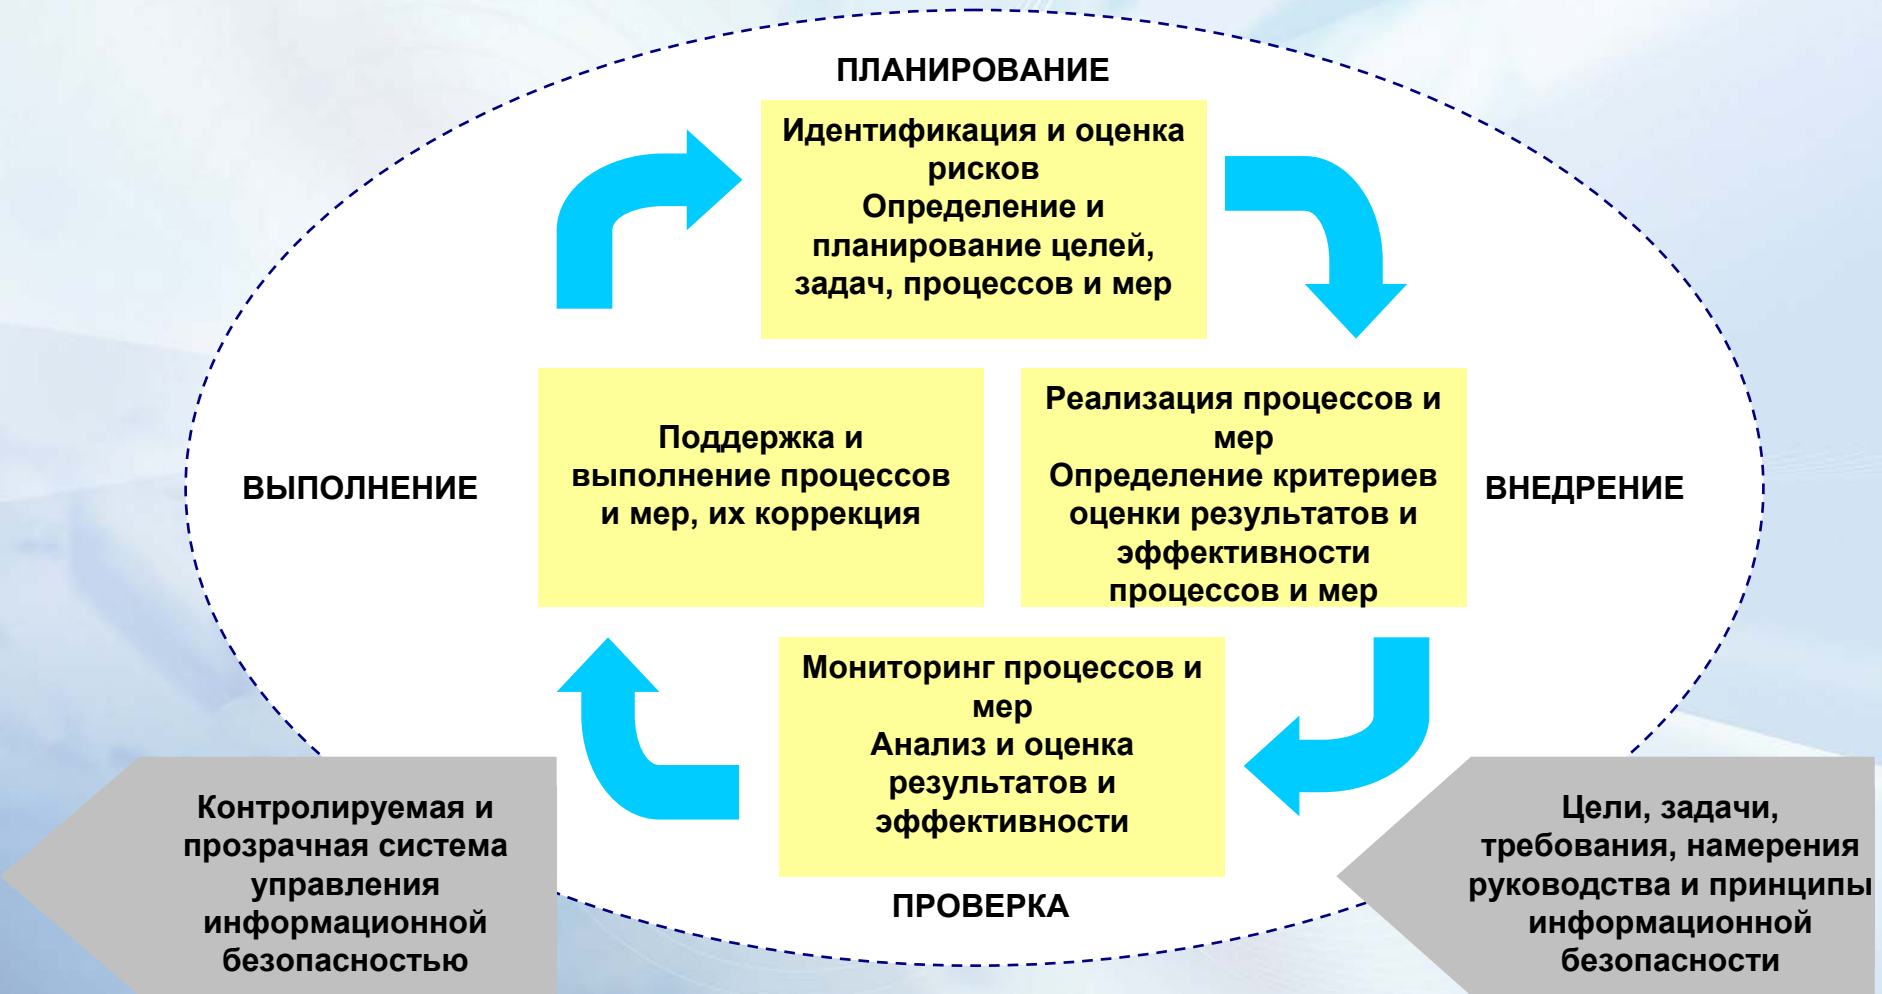 ПЛАНИРОВАНИЕ
Идентификация и оценка
рисков
Определение и
планирование целей,
задач, процессов и мер
ВЫПОЛНЕНИЕ
Поддержка и
выполнение процессов
и мер, их коррекция
Реализация процессов и
мер
Определение критериев
оценки результатов и
эффективности
процессов и мер
ВНЕДРЕНИЕ
Мониторинг процессов и
мер
Анализ и оценка
результатов и
эффективности
ПРОВЕРКА
Контролируемая и
прозрачная система
управления
информационной
безопасностью
Цели, задачи,
требования, намерения
руководства и принципы
информационной
безопасности